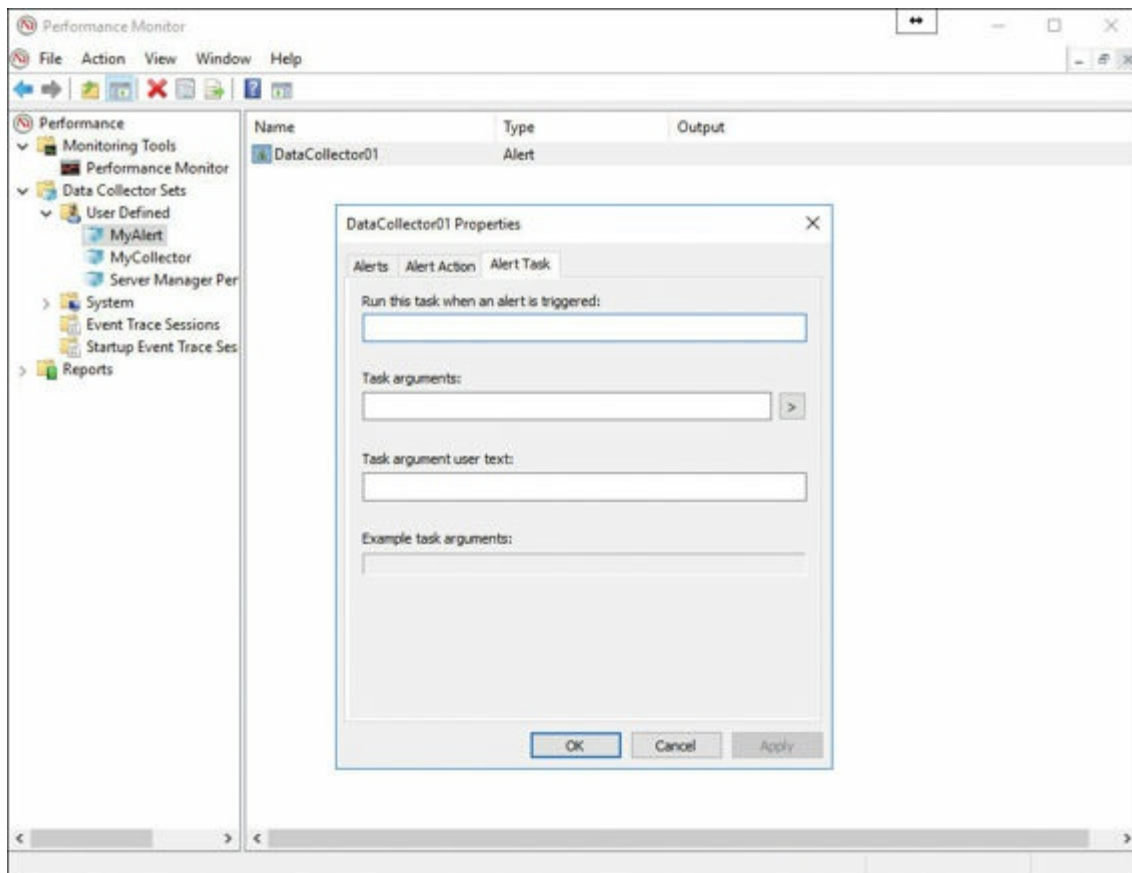 Performance Monitor
File Action View Window Help
Performance
Monitoring Tools
Performance Monitor
Data Collector Sets
User Defined
MyAlert
MyCollector
Server Manager Per
System
Event Trace Sessions
Startup Event Trace Ses
Reports
Name Type Output
DataCollector01 Alert
DataCollector01 Properties
Alerts Alert Action Alert Task
Run this task when an alert is triggered:
Task arguments:
>
Task argument user text:
Example task arguments:
OK Cancel Apply